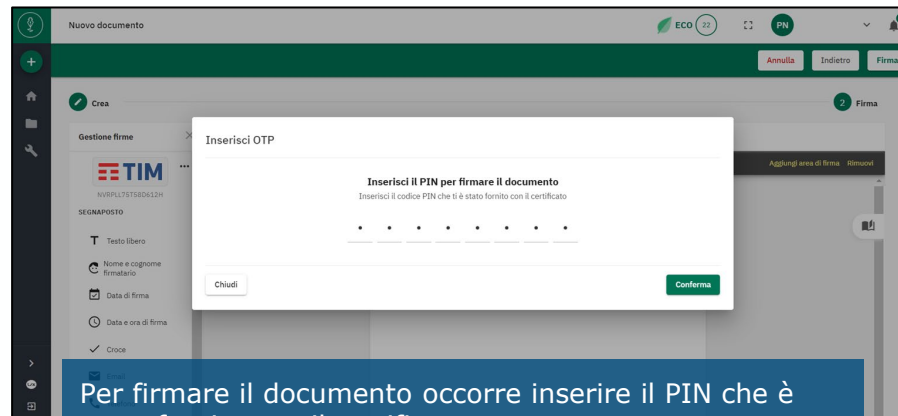 Nuovo documento
ECO 22
PN
Annulla
Indietro
Firma
Crea
2 Firma
Gestione firme
Inserisci OTP
TIM
NVRPLL75T58D612H
Aggiungi area di firma Rimuovi
Inserisci il PIN per firmare il documento
Inserisci il codice PIN che ti è stato fornito con il certificato
SEGNAPOSTO
T Testo libero
Nome e cognome
firmatario
Data di firma
Chiudi
Conferma
Data e ora di firma
Croce
Email
Per firmare il documento occorre inserire il PIN che è